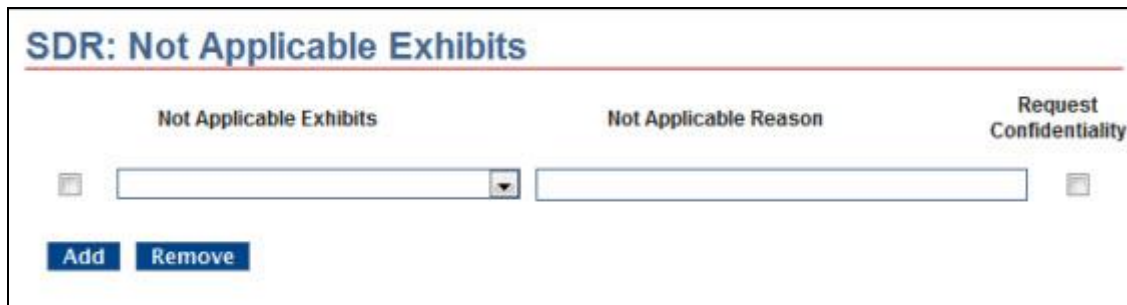 SDR: Not Applicable Exhibits
Not Applicable Exhibits Not Applicable Reason Request
Confidentiality
Add Remove